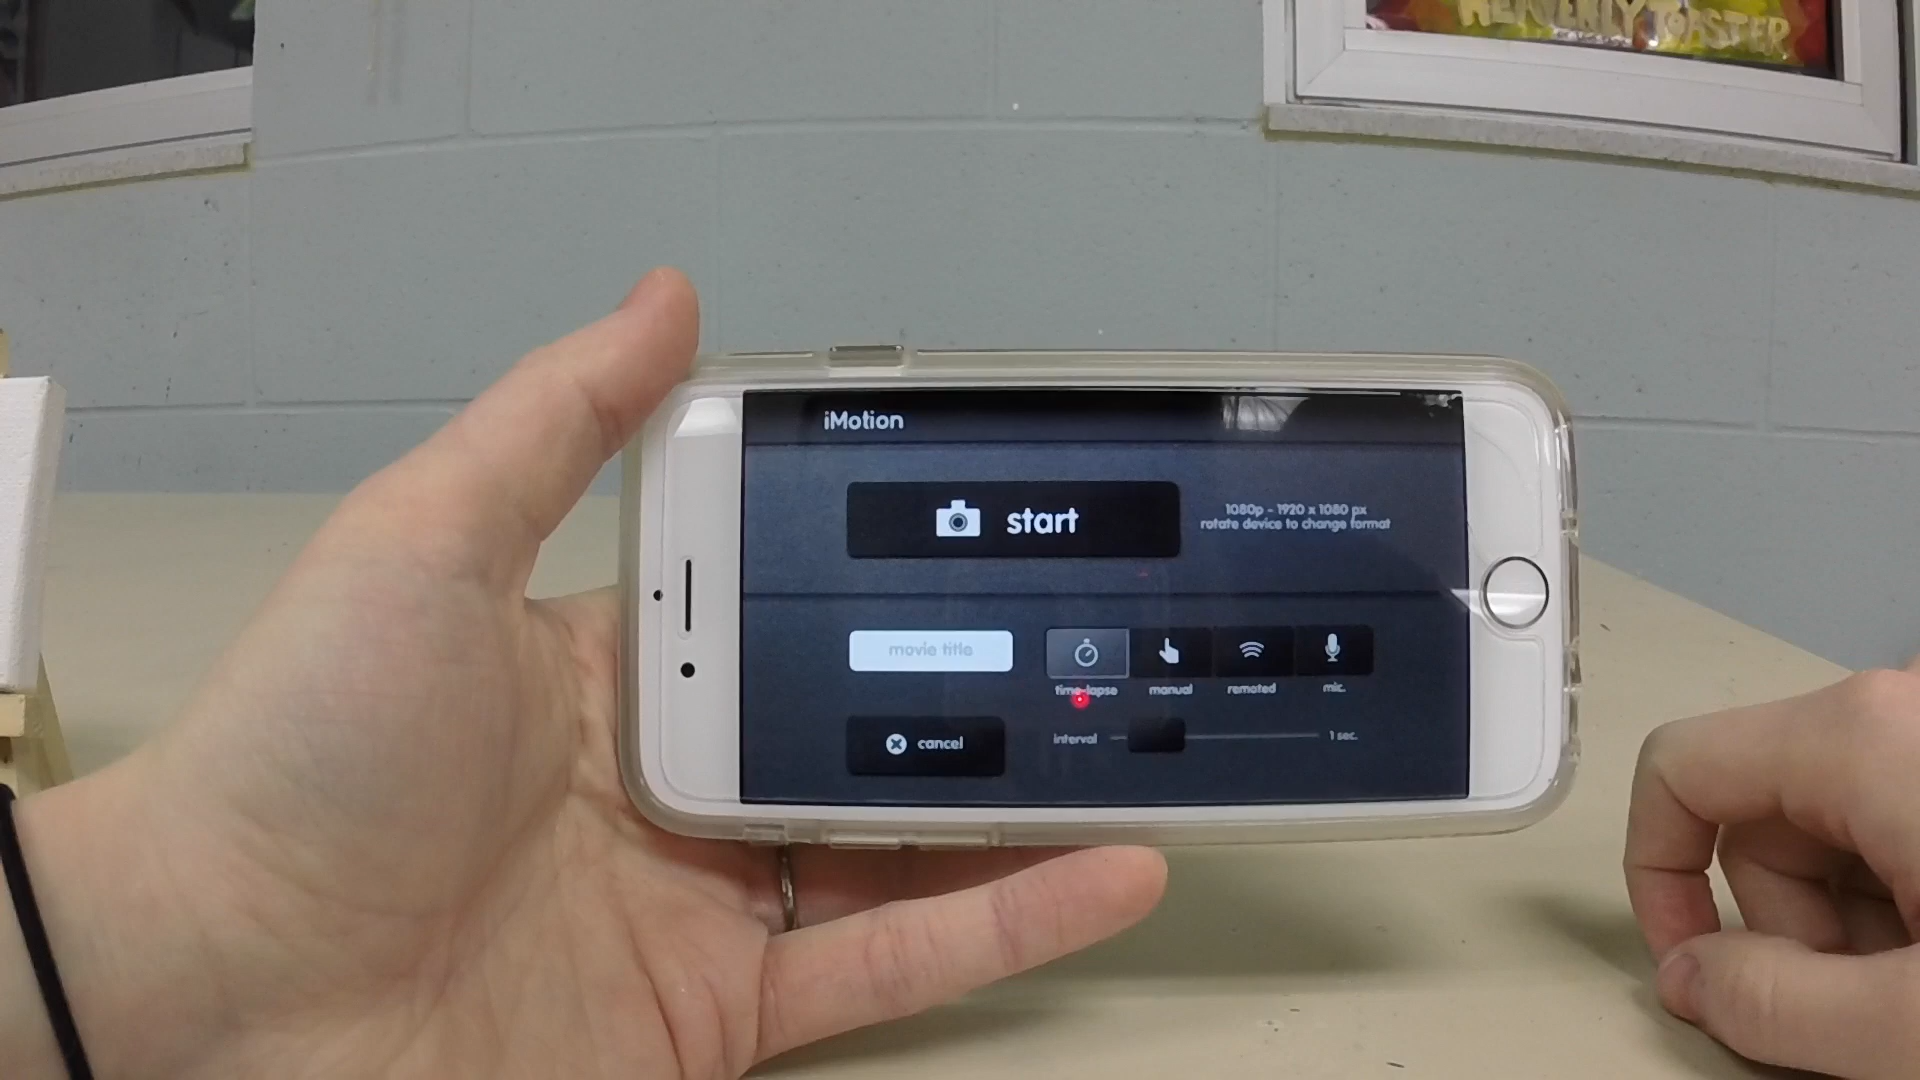 HEAVENLY TOASTER
iMotion
start
1080p - 1920 x 1080 px
rotate device to change format
movie title
time-lapse
manual
remoted
mic.
cancel
interval
1 sec.